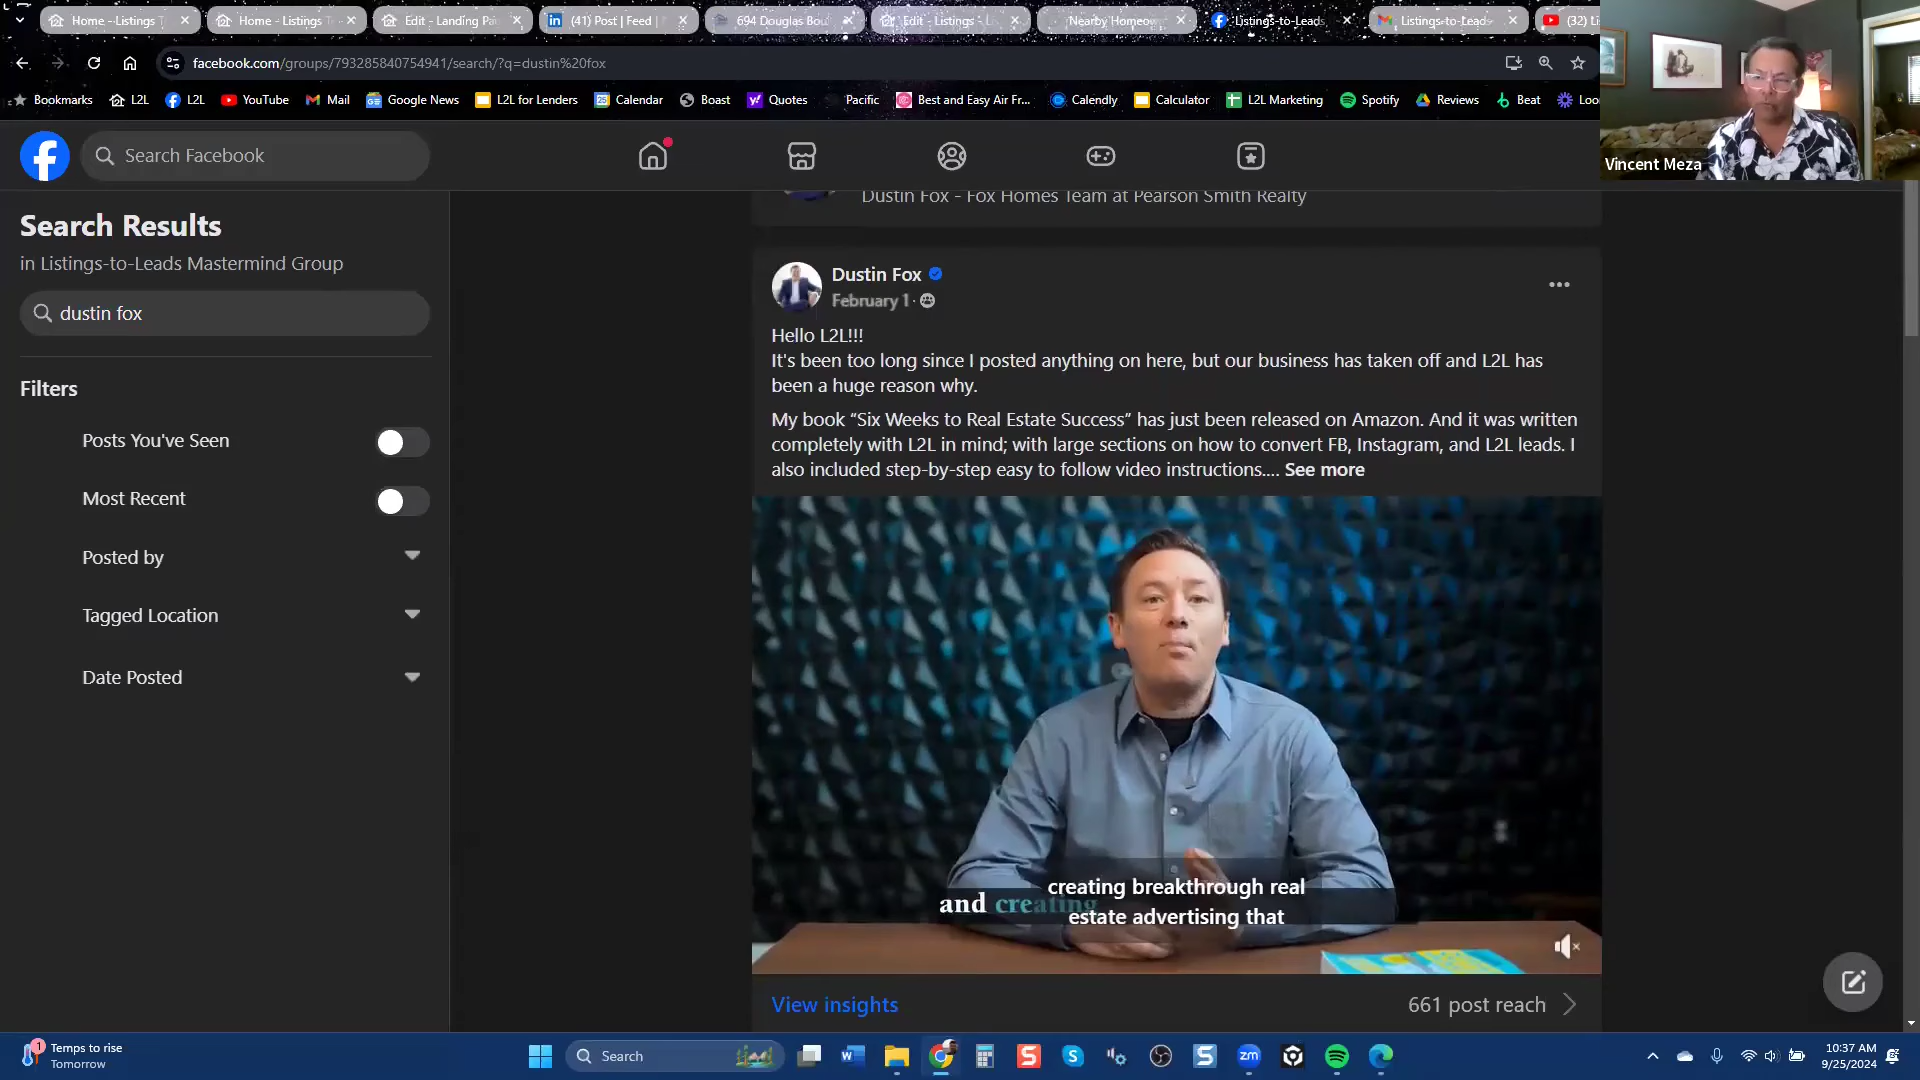 Home - Listings T
Home - Listings T
Edit - Landing Pa
(41) Post | Feed |
694 Douglas Bou
Edit - Listings - Li
Nearby Homeow
Listings-to-Leads
Listings-to-Leads
(32) Li
facebook.com/groups/793285840754941/search/?q=dustin%20fox
Bookmarks
L2L
L2L
YouTube
Mail
Google News
L2L for Lenders
Calendar
Boast
Quotes
Pacific
Best and Easy Air Fr...
Calendly
Calculator
L2L Marketing
Spotify
Reviews
Beat
Loo
Vincent Meza
Search Facebook
Search Results
in Listings-to-Leads Mastermind Group
dustin fox
Filters
Posts You've Seen
Most Recent
Posted by
Tagged Location
Date Posted
Dustin Fox - Fox Homes Team at Pearson Smith Realty
Dustin Fox
February 1 ·
Hello L2L!!!
It's been too long since I posted anything on here, but our business has taken off and L2L has
been a huge reason why.
My book “Six Weeks to Real Estate Success” has just been released on Amazon. And it was written
completely with L2L in mind; with large sections on how to convert FB, Instagram, and L2L leads. I
also included step-by-step easy to follow video instructions.... See more
and creating
creating breakthrough real
estate advertising that
View insights
661 post reach
1
Temps to rise
Tomorrow
Search
zm
10:37 AM
9/25/2024